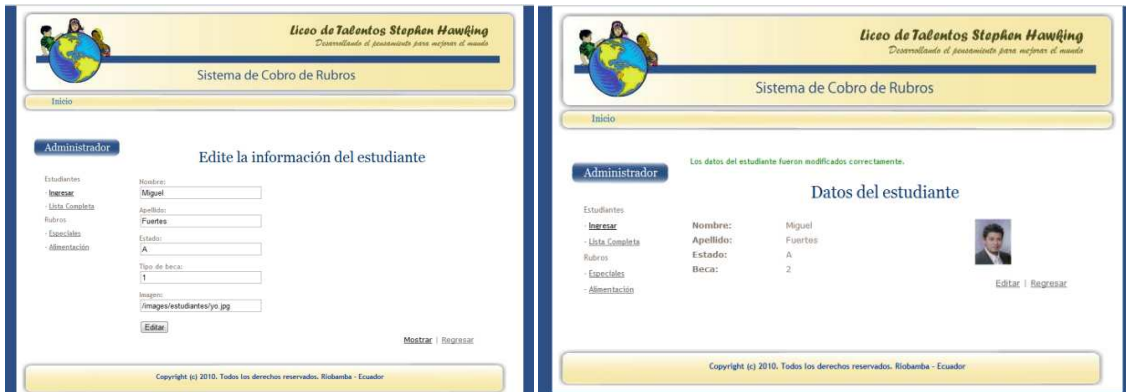 Liceo de Talentos Stephen Hawking
Desarrollando el pensamiento para mejorar el mundo
Sistema de Cobro de Rubros
Inicio
Administrador
Edite la información del estudiante
Estudiantes
- Ingresar
- Lista Completa
Rubros
- Especiales
- Alimentación
Nombre:
Miguel
Apellido:
Fuertes
Estado:
A
Tipo de beca:
1
Imagen:
/images/estudiantes/yo.jpg
Editar
Mostrar | Regresar
Copyright (c) 2010. Todos los derechos reservados. Riobamba - Ecuador
Liceo de Talentos Stephen Hawking
Desarrollando el pensamiento para mejorar el mundo
Sistema de Cobro de Rubros
Inicio
Administrador
Los datos del estudiante fueron modificados correctamente.
Datos del estudiante
Estudiantes
- Ingresar
- Lista Completa
Rubros
- Especiales
- Alimentación
Nombre: Miguel
Apellido: Fuertes
Estado: A
Beca: 2
Editar | Regresar
Copyright (c) 2010. Todos los derechos reservados. Riobamba - Ecuador